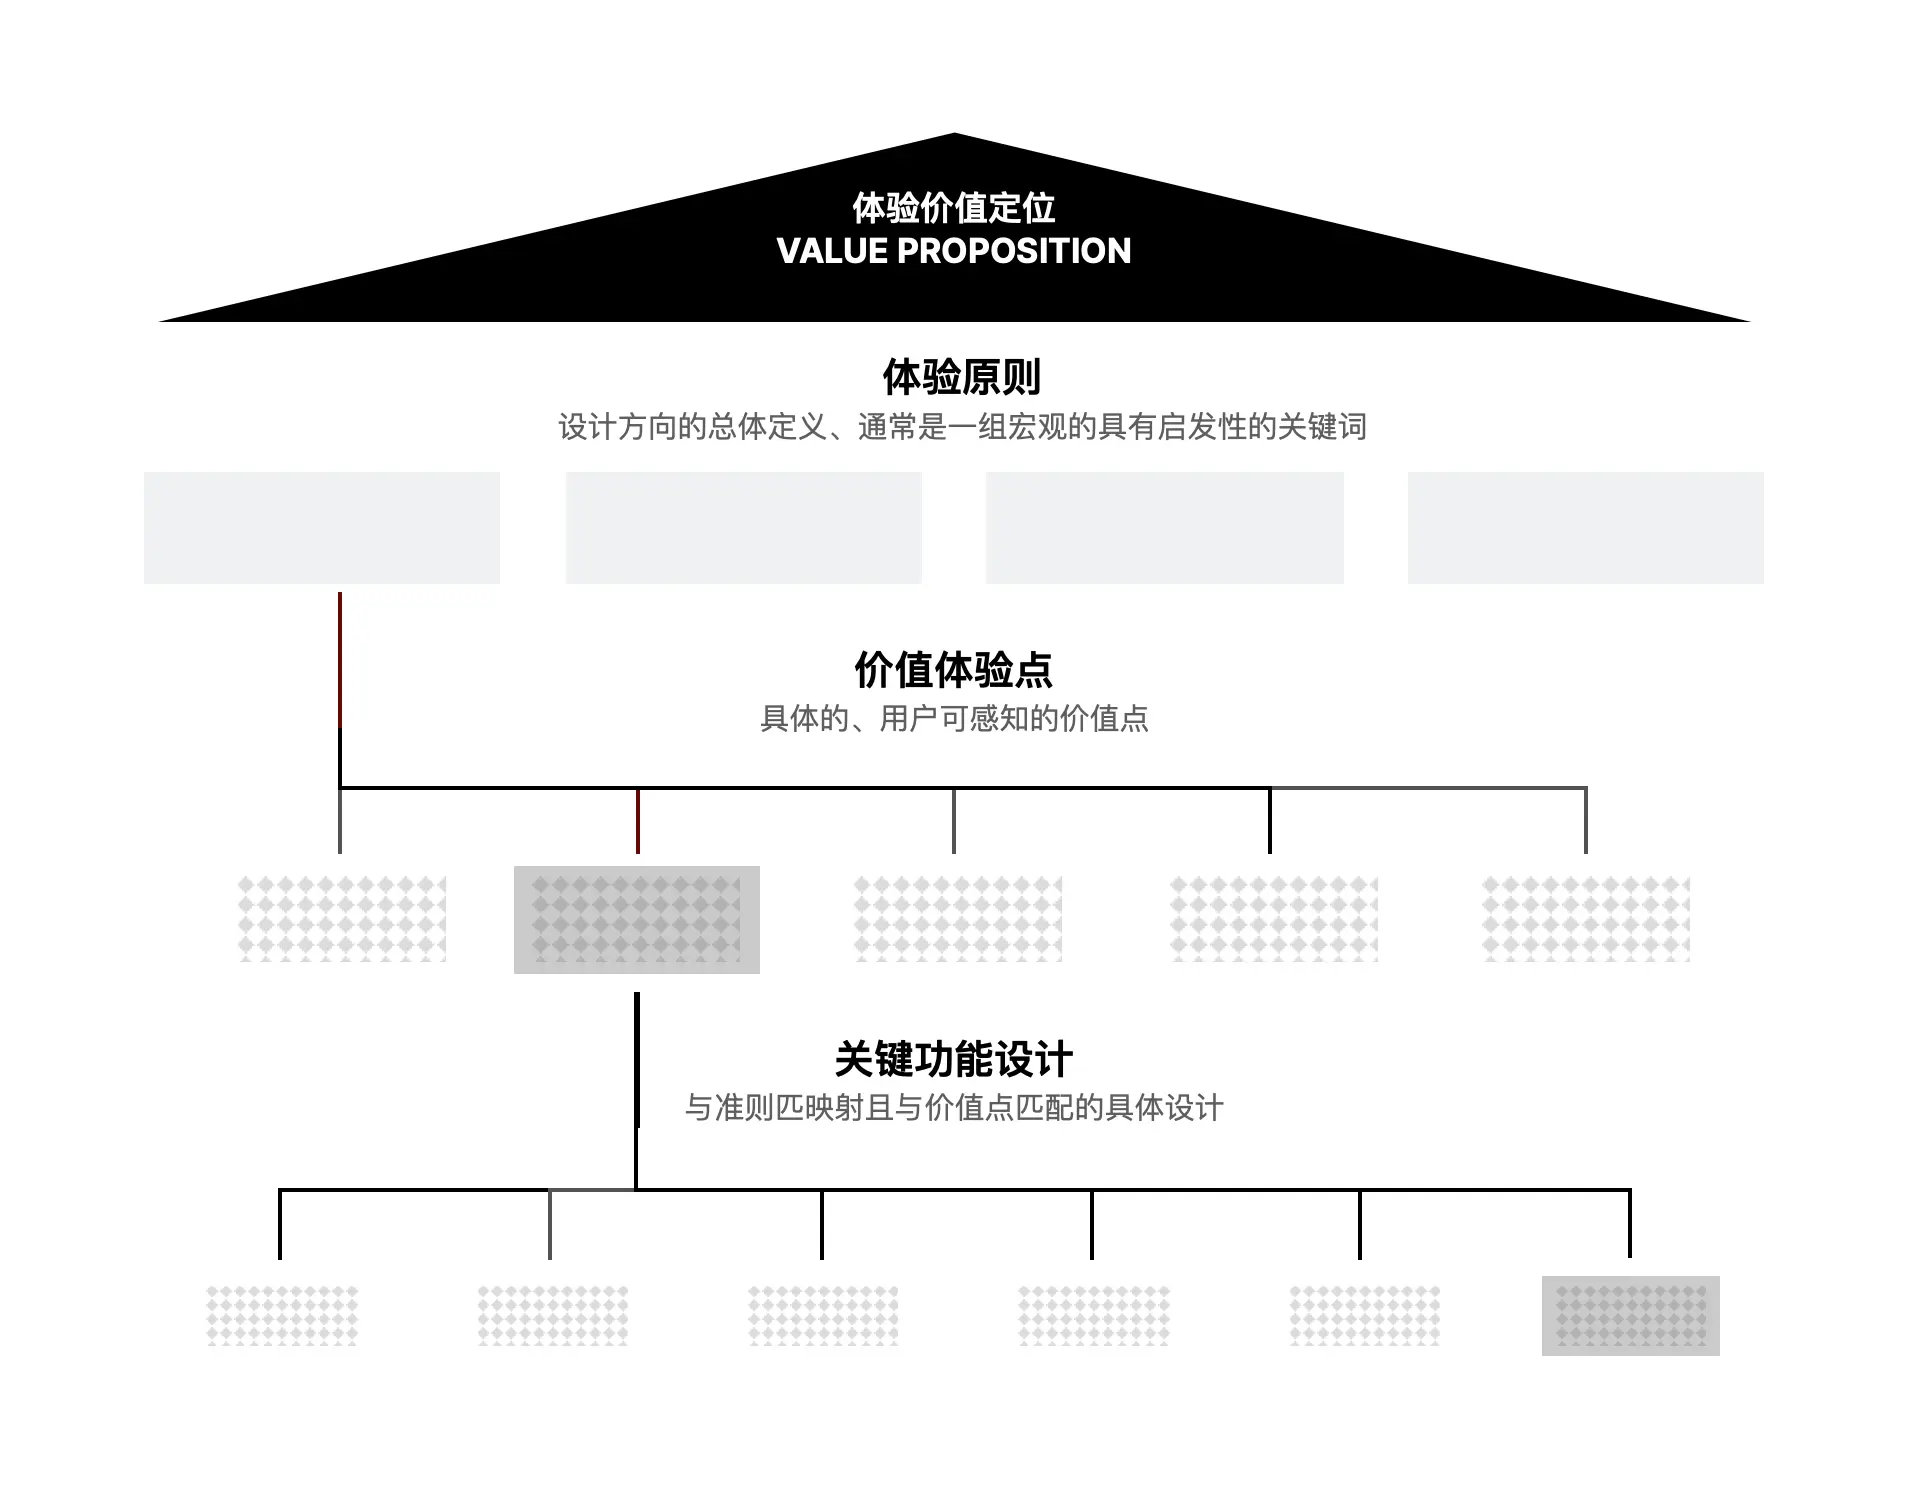 体验价值定位
VALUE PROPOSITION
体验原则
设计方向的总体定义、通常是一组宏观的具有启发性的关键词
价值体验点
具体的、用户可感知的价值点
关键功能设计
与准则匹映射且与价值点匹配的具体设计